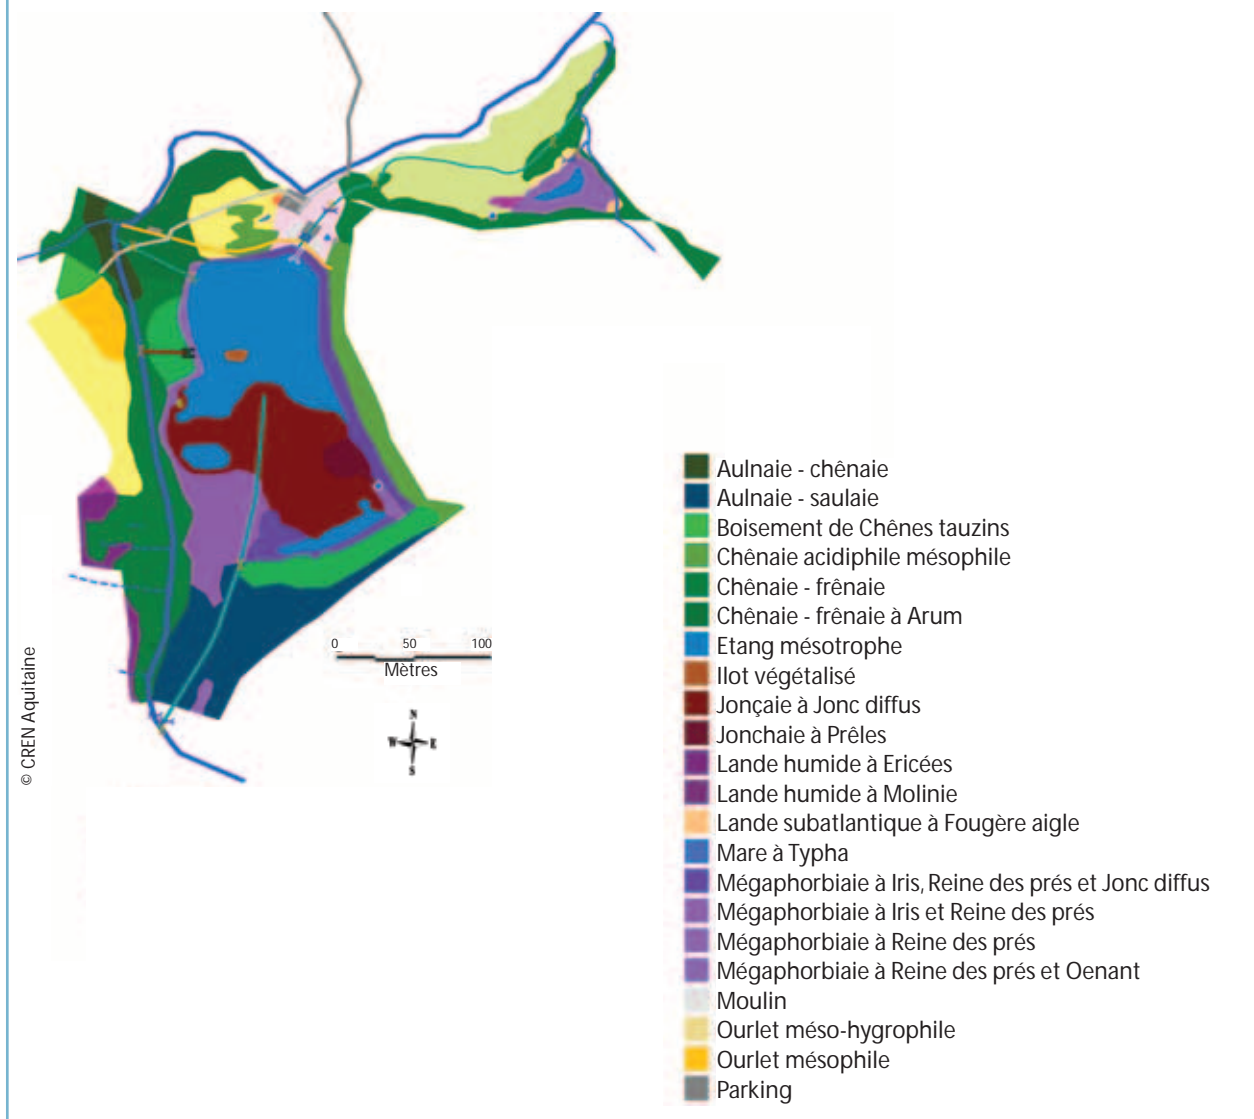 Aulnaie - chênaie
Aulnaie - saulaie
Boisement de Chênes tauzins
Chênaie acidiphile mésophile
Chênaie - frênaie
Chênaie - frênaie à Arum
Etang mésotrophe
Ilot végétalisé
Jonçaie à Jonc diffus
Jonchaie à Prêles
Lande humide à Ericées
Lande humide à Molinie
Lande subatlantique à Fougère aigle
Mare à Typha
Mégaphorbiaie à Iris, Reine des prés et Jonc diffus
Mégaphorbiaie à Iris et Reine des prés
Mégaphorbiaie à Reine des prés
Mégaphorbiaie à Reine des prés et Oenant
Moulin
Ourlet méso-hygrophile
Ourlet mésophile
Parking
0 50 100
Mètres
N
W E
S
© CREN Aquitaine